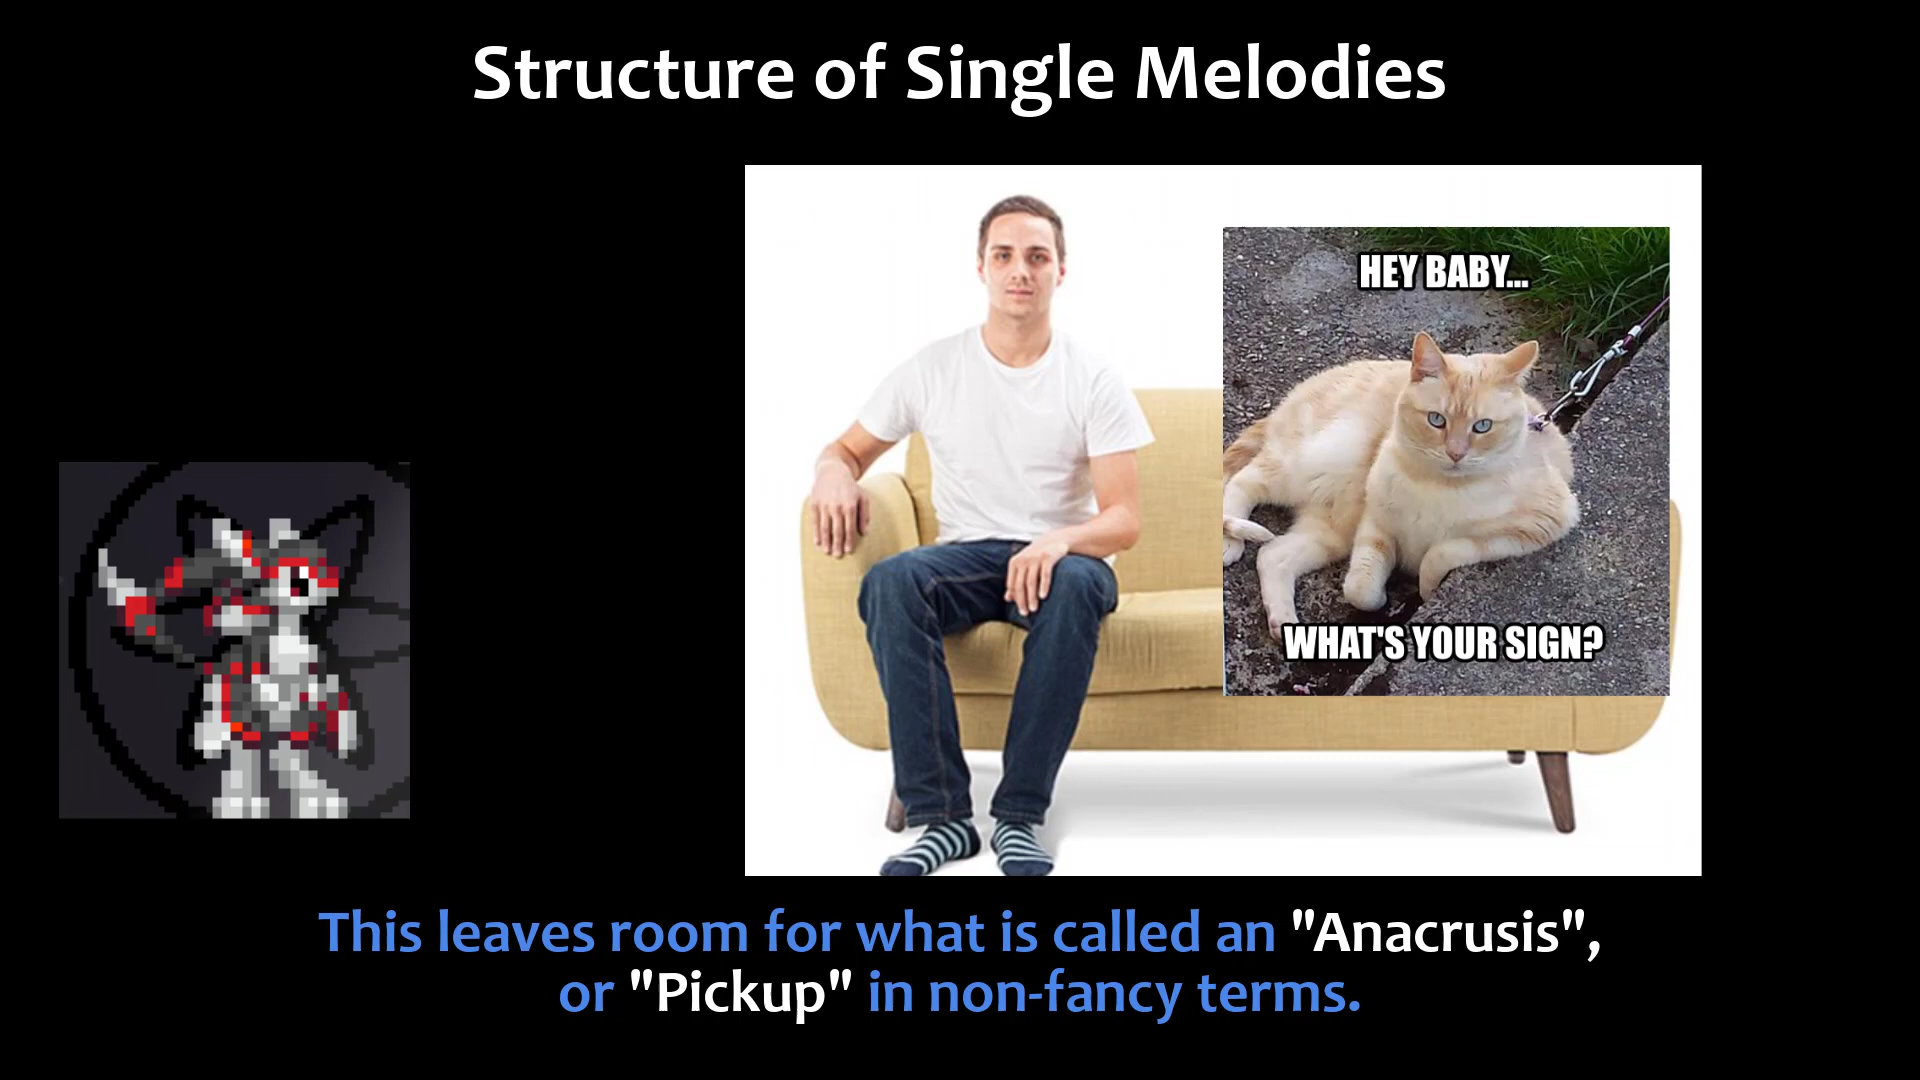 Structure of Single Melodies
HEY BABY...
WHAT'S YOUR SIGN?
This leaves room for what is called an "Anacrusis",
or "Pickup" in non-fancy terms.